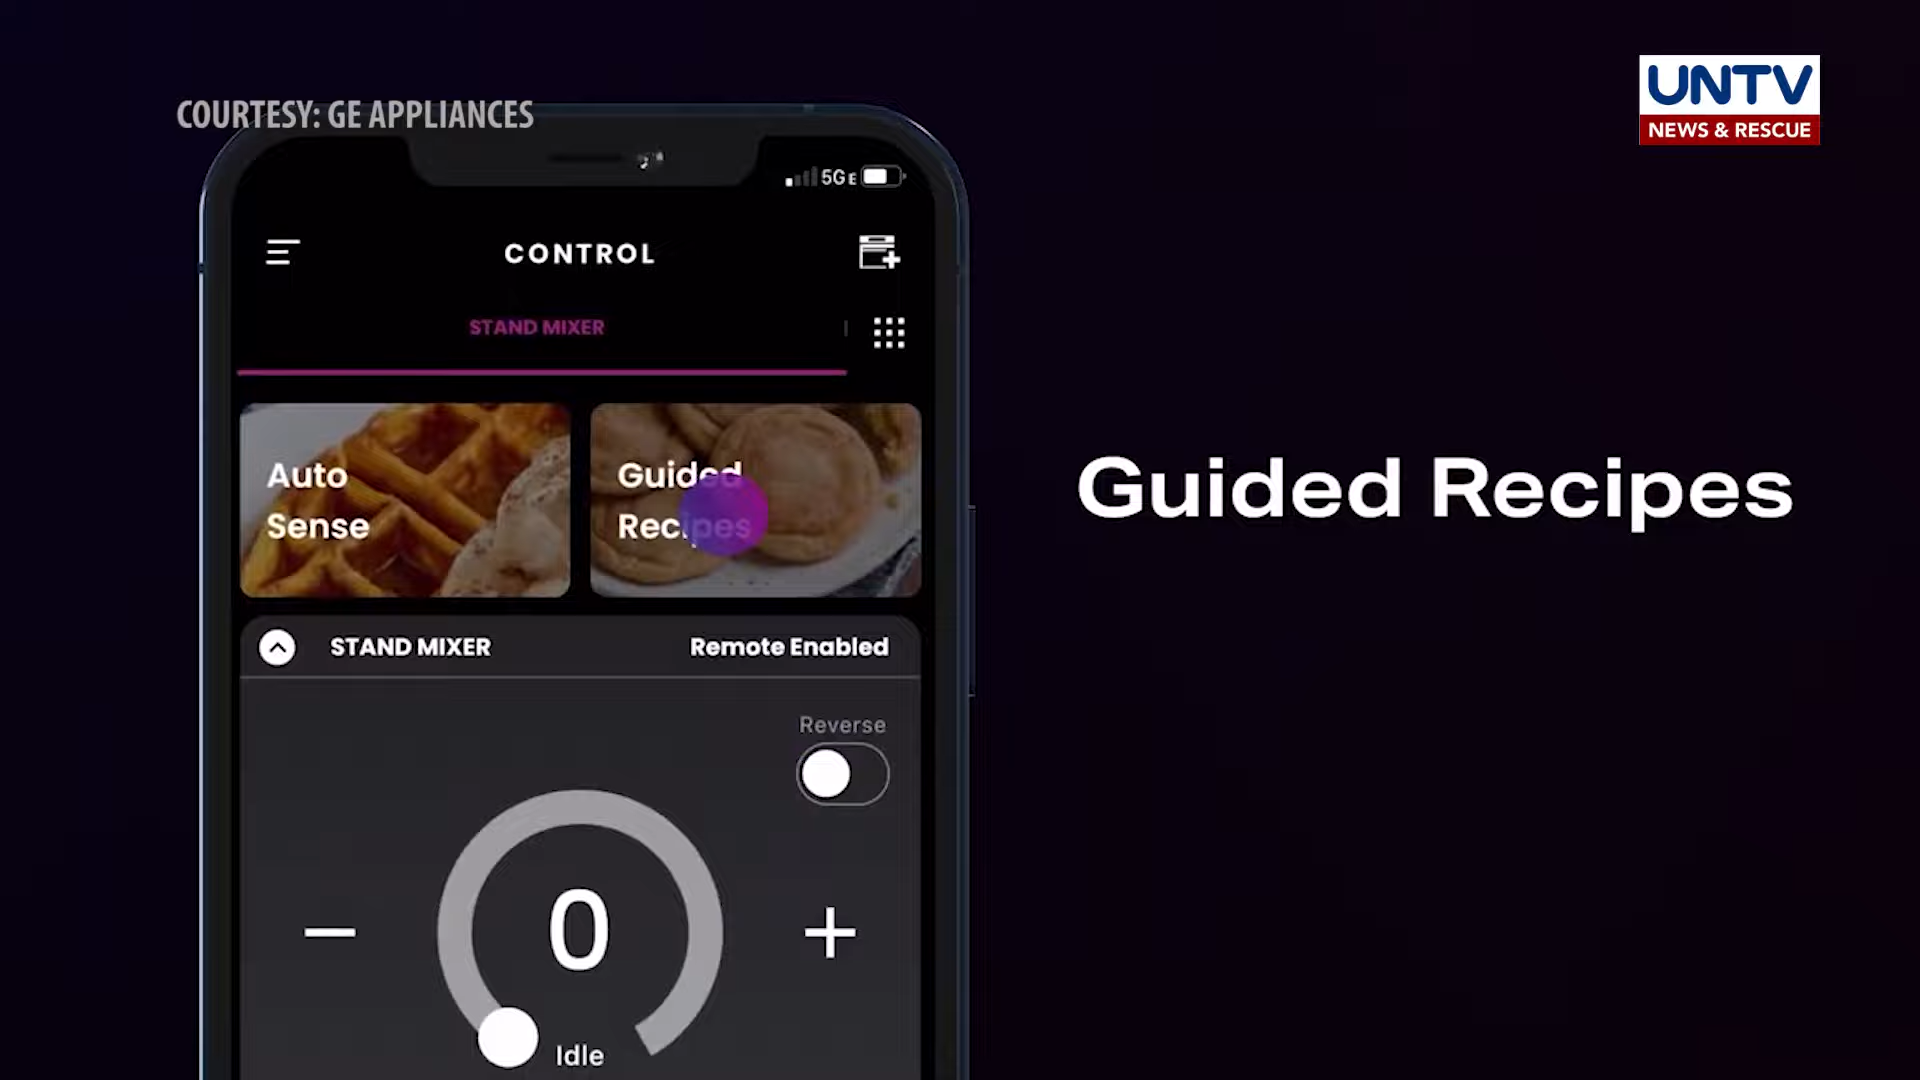 COURTESY: GE APPLIANCES
UNTV
NEWS & RESCUE
5GE
CONTROL
STAND MIXER
Auto
Sense
Guided
Recipes
Guided Recipes
STAND MIXER
Remote Enabled
Reverse
0
Idle